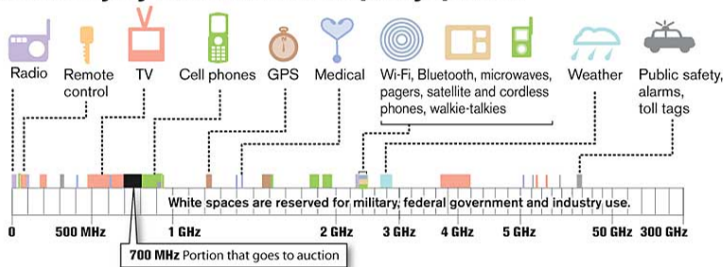 Radio
Remote
control
TV
Cell phones
GPS
Medical
Wi-Fi, Bluetooth, microwaves,
pagers, satellite and cordless
phones, walkie-talkies
Weather
Public safety,
alarms,
toll tags
White spaces are reserved for military, federal government and industry use.
0 500 MHz 1 GHz 2 GHz 3 GHz 4 GHz 5 GHz 50 GHz 300 GHz
700 MHz Portion that goes to auction